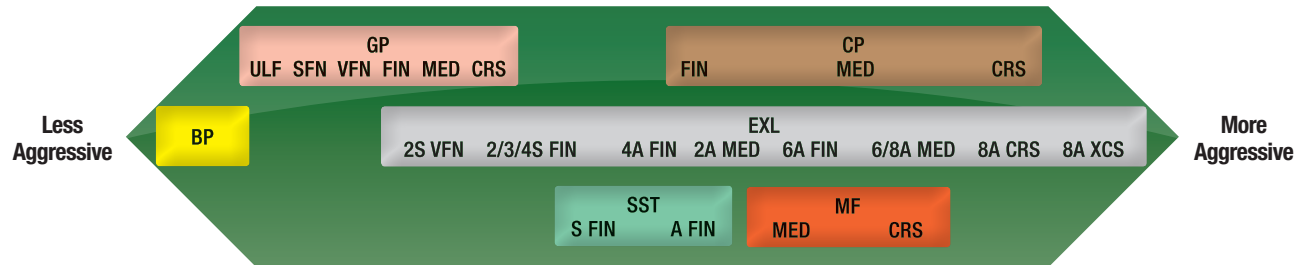 GP
ULF SFN VFN FIN MED CRS
CP
FIN MED CRS
Less
Aggressive
BP
EXL
2S VFN 2/3/4S FIN 4A FIN 2A MED 6A FIN 6/8A MED 8A CRS 8A XCS
More
Aggressive
SST
S FIN A FIN
MF
MED CRS